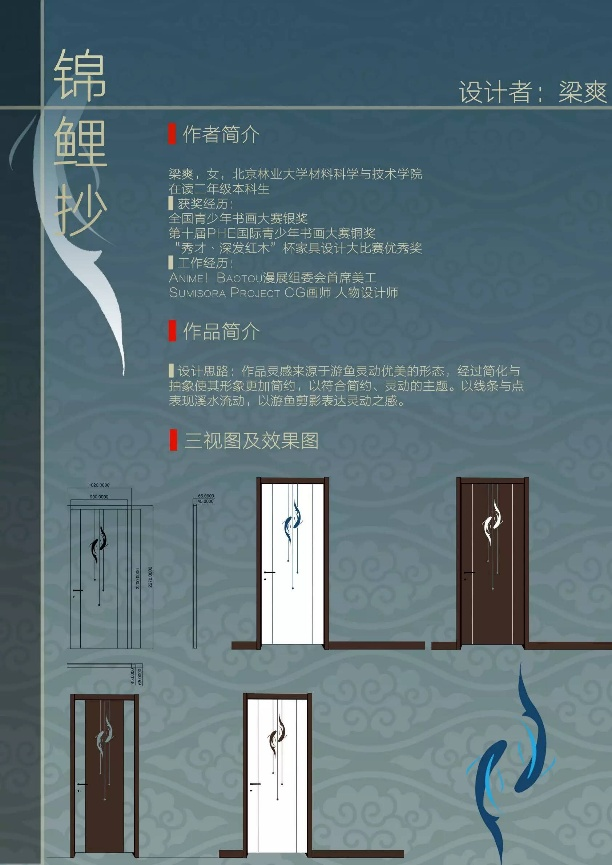 锦鲤抄
设计者：梁爽
作者简介
梁爽，女，北京林业大学材料科学与技术学院
在读二年级本科生
获奖经历：
全国青少年书画大赛银奖
第十届PHE国际青少年书画大赛铜奖
“秀才·深发红木”杯家具设计大比赛优秀奖
工作经历：
ANIME! BAOTOU漫展组委会首席美工
SUMISORA PROJECT CG画师 人物设计师
作品简介
设计思路：作品灵感来源于游鱼灵动优美的形态，经过简化与
抽象使其形象更加简约，以符合简约、灵动的主题。以线条与点
表现溪水流动，以游鱼剪影表达灵动之感。
三视图及效果图